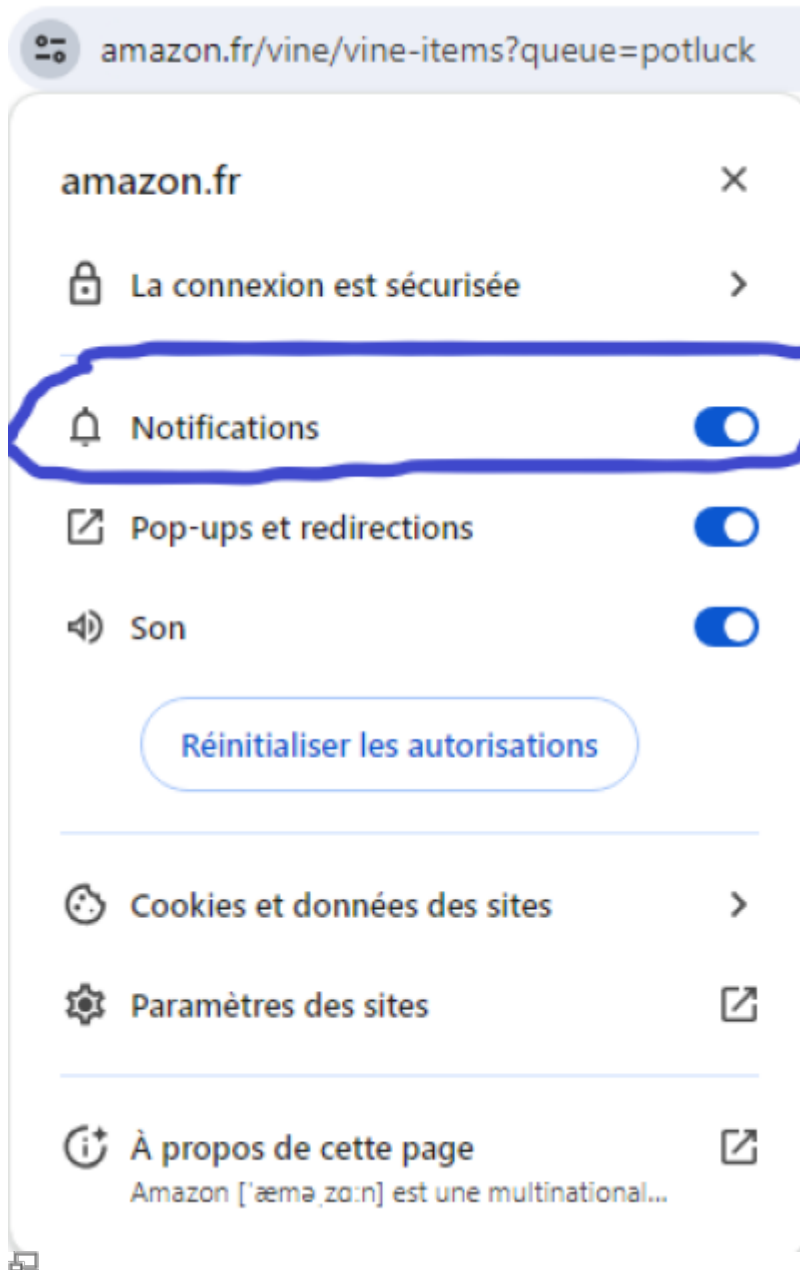 amazon.fr/vine/vine-items?queue=potluck
amazon.fr
La connexion est sécurisée
Notifications
Pop-ups et redirections
Son
Réinitialiser les autorisations
Cookies et données des sites
Paramètres des sites
À propos de cette page
Amazon [ˈæməˌzɑːn] est une multinational...